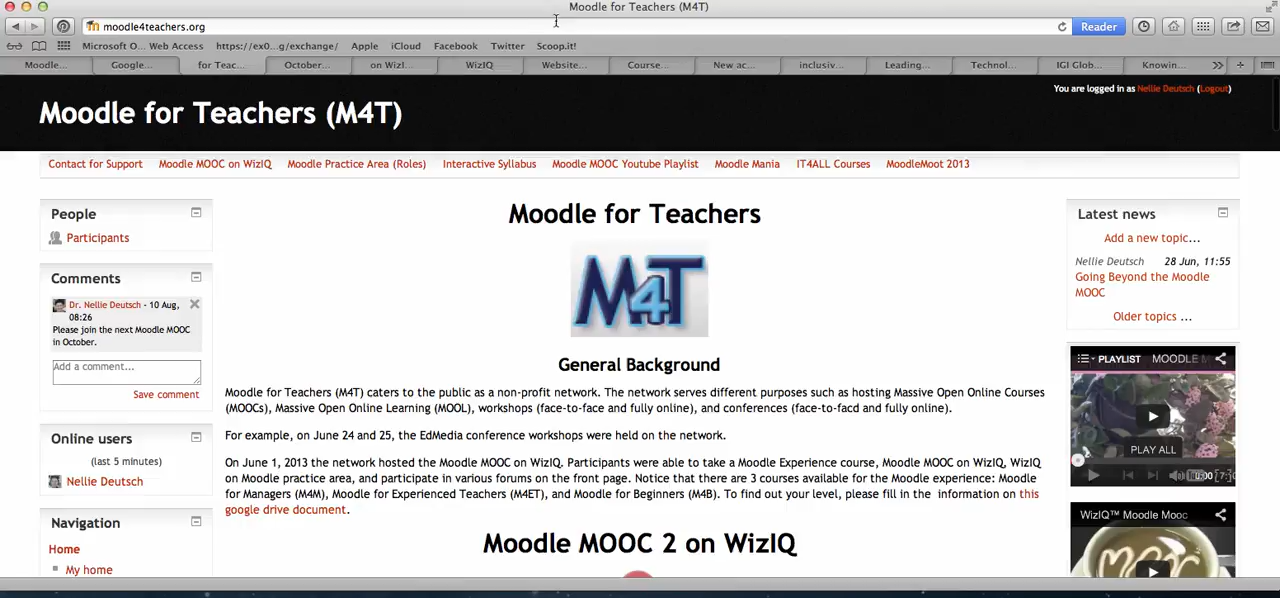 Moodle for Teachers (M4T)
moodle4teachers.org
Reader
Microsoft O... Web Access
https://ex0...g/exchange/
Apple
iCloud
Facebook
Twitter
Scoop.it!
Moodle...
Google...
for Teac...
October...
on WizI...
WizIQ
Website...
Course...
New ac...
inclusiv...
Leading...
Technol...
IGI Glob...
Knowin...
You are logged in as Nellie Deutsch (Logout)
Moodle for Teachers (M4T)
Contact for Support
Moodle MOOC on WizIQ
Moodle Practice Area (Roles)
Interactive Syllabus
Moodle MOOC Youtube Playlist
Moodle Mania
IT4ALL Courses
MoodleMoot 2013
People
Participants
Comments
Dr. Nellie Deutsch - 10 Aug,
08:26
Please join the next Moodle MOOC
in October.
Add a comment...
Save comment
Online users
(last 5 minutes)
Nellie Deutsch
Navigation
Home
My home
Moodle for Teachers
M4T
General Background
Moodle for Teachers (M4T) caters to the public as a non-profit network. The network serves different purposes such as hosting Massive Open Online Courses
(MOOCs), Massive Open Online Learning (MOOL), workshops (face-to-face and fully online), and conferences (face-to-facd and fully online).
For example, on June 24 and 25, the EdMedia conference workshops were held on the network.
On June 1, 2013 the network hosted the Moodle MOOC on WizIQ. Participants were able to take a Moodle Experience course, Moodle MOOC on WizIQ, WizIQ
on Moodle practice area, and participate in various forums on the front page. Notice that there are 3 courses available for the Moodle experience: Moodle
for Managers (M4M), Moodle for Experienced Teachers (M4ET), and Moodle for Beginners (M4B). To find out your level, please fill in the  information on this
google drive document.
Moodle MOOC 2 on WizIQ
Latest news
Add a new topic...
Nellie Deutsch
28 Jun, 11:55
Going Beyond the Moodle
MOOC
Older topics ...
PLAYLIST
MOODLE M
PLAY ALL
WizIQ™ Moodle Mooc